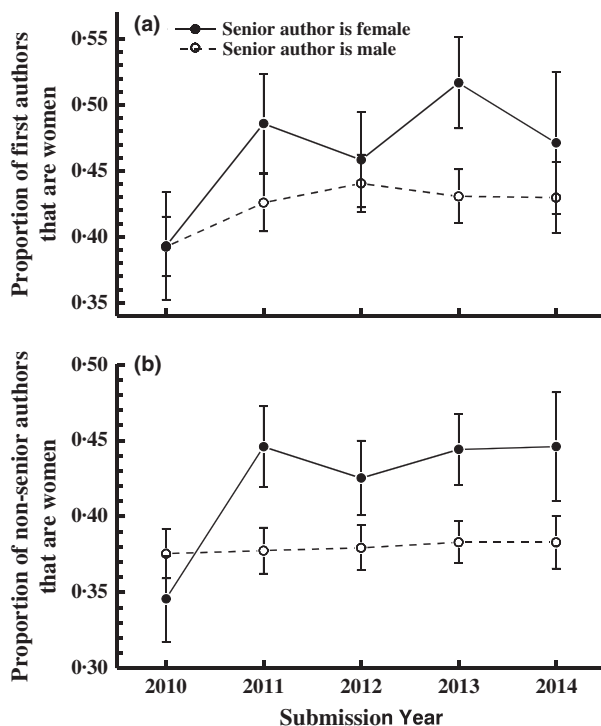 (a)
Senior author is female
Senior author is male
0·55
0·50
0·45
0·40
0·35
Proportion of first authors
that are women
(b)
0·50
0·45
0·40
0·35
0·30
Proportion of non-senior authors
that are women
2010 2011 2012 2013 2014
Submission Year